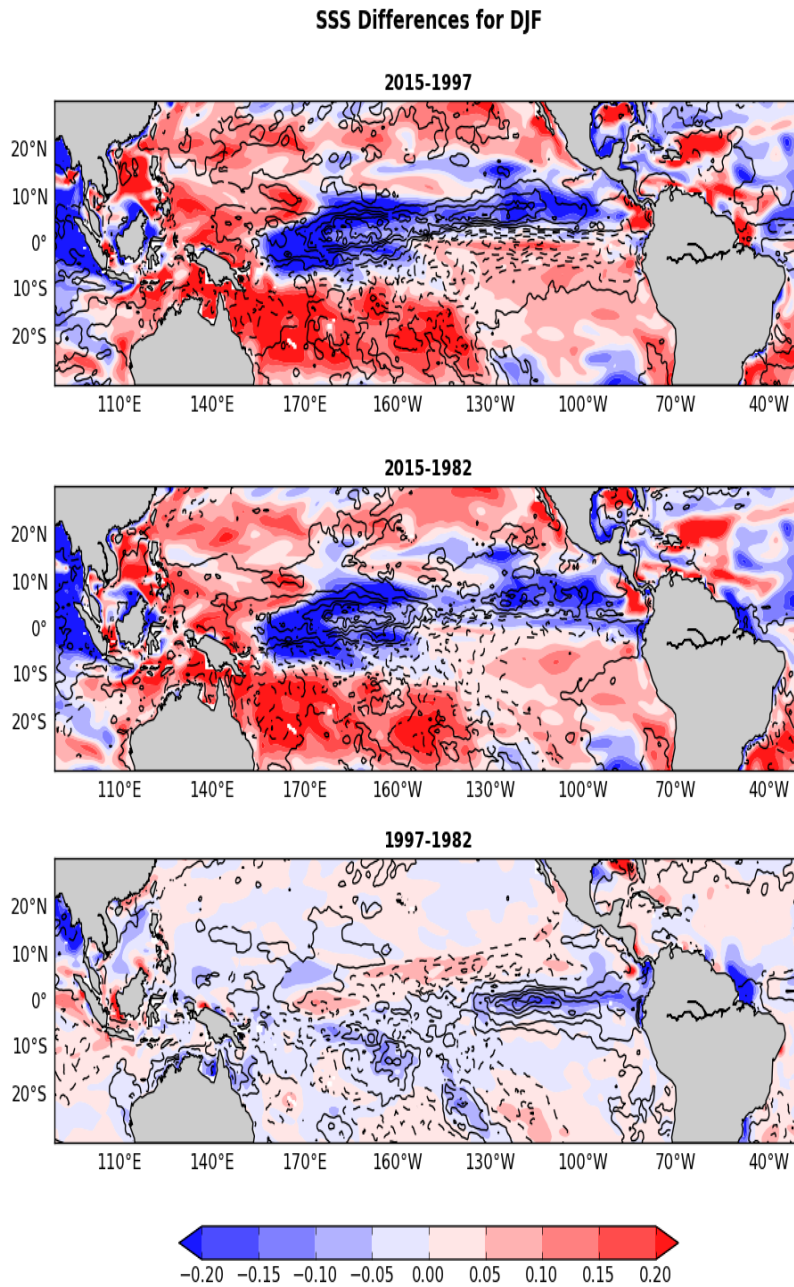 SSS Differences for DJF
2015-1997
20°N
10°N
0°
10°S
20°S
110°E 140°E 170°E 160°W 130°W 100°W 70°W 40°W
2015-1982
20°N
10°N
0°
10°S
20°S
110°E 140°E 170°E 160°W 130°W 100°W 70°W 40°W
1997-1982
20°N
10°N
0°
10°S
20°S
110°E 140°E 170°E 160°W 130°W 100°W 70°W 40°W
−0.20 −0.15 −0.10 −0.05 0.00 0.05 0.10 0.15 0.20